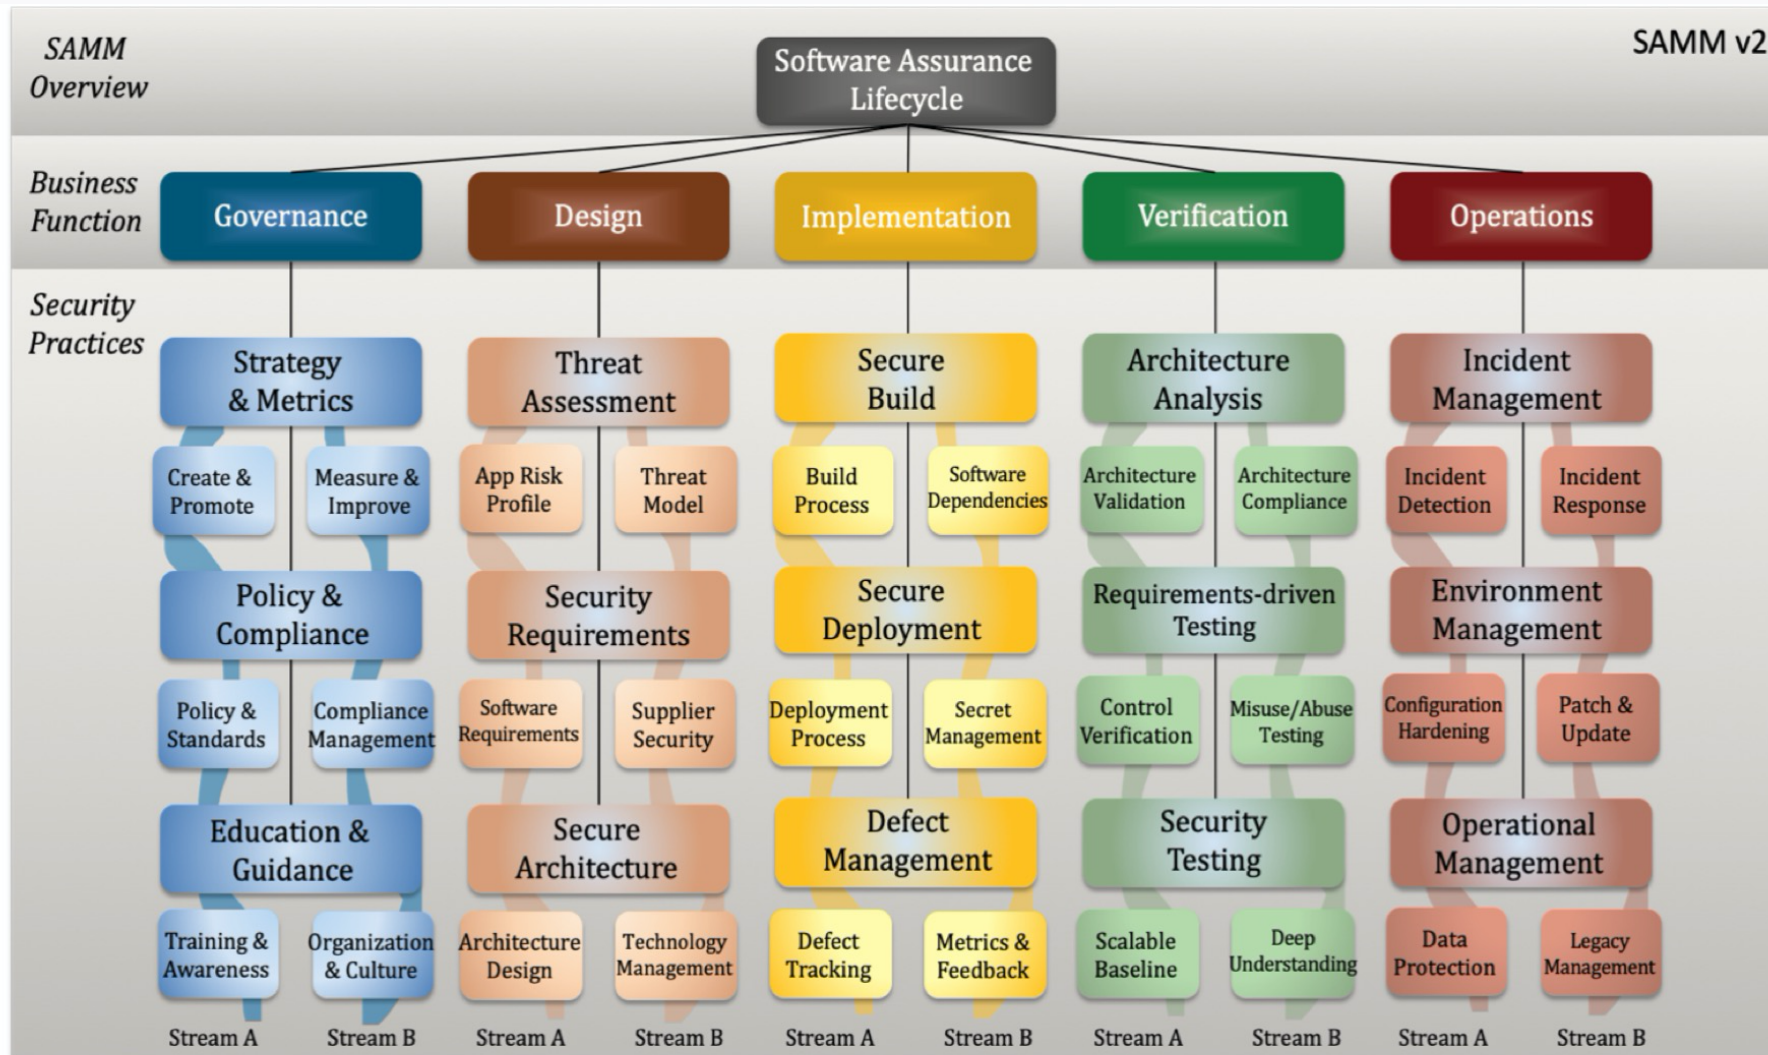 SAMM
Overview
SAMM v2
Software Assurance
Lifecycle
Business
Function
Governance
Design
Implementation
Verification
Operations
Security
Practices
Strategy
& Metrics
Threat
Assessment
Secure
Build
Architecture
Analysis
Incident
Management
Create &
Promote
Measure &
Improve
App Risk
Profile
Threat
Model
Build
Process
Software
Dependencies
Architecture
Validation
Architecture
Compliance
Incident
Detection
Incident
Response
Policy &
Compliance
Security
Requirements
Secure
Deployment
Requirements-driven
Testing
Environment
Management
Policy &
Standards
Compliance
Management
Software
Requirements
Supplier
Security
Deployment
Process
Secret
Management
Control
Verification
Misuse/Abuse
Testing
Configuration
Hardening
Patch &
Update
Education &
Guidance
Secure
Architecture
Defect
Management
Security
Testing
Operational
Management
Training &
Awareness
Organization
& Culture
Architecture
Design
Technology
Management
Defect
Tracking
Metrics &
Feedback
Scalable
Baseline
Deep
Understanding
Data
Protection
Legacy
Management
Stream A
Stream B
Stream A
Stream B
Stream A
Stream B
Stream A
Stream B
Stream A
Stream B